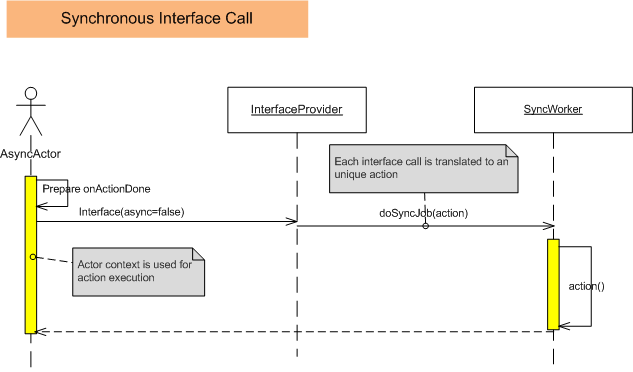 Synchronous Interface Call
InterfaceProvider
SyncWorker
AsyncActor
Each interface call is translated to an
unique action
Prepare onActionDone
Interface(async=false)
doSyncJob(action)
Actor context is used for
action execution
action()